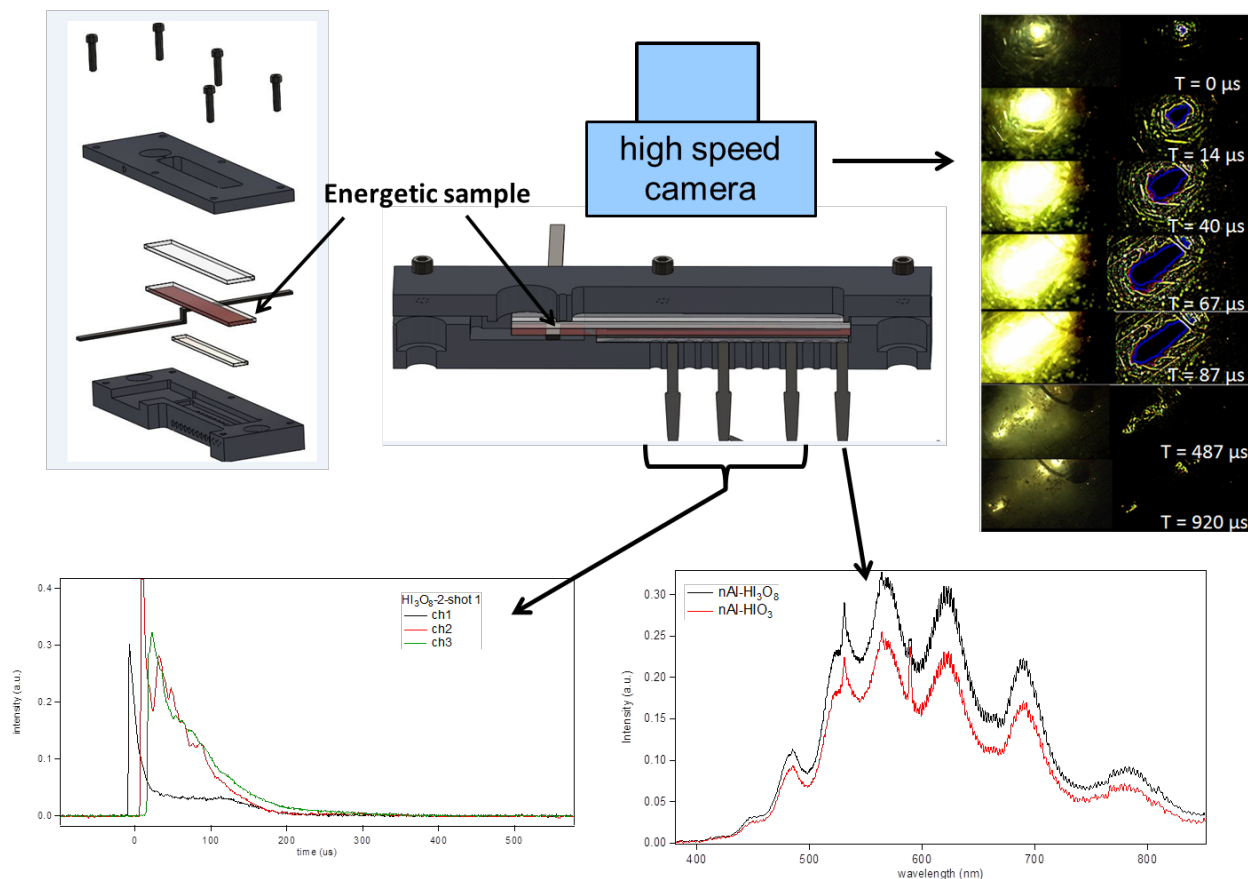 high speed
camera
Energetic sample
T = 0 µs
T = 14 µs
T = 40 µs
T = 67 µs
T = 87 µs
T = 487 µs
T = 920 µs
HI₃O₈-2-shot 1
ch1
ch2
ch3
0.4
0.3
0.2
0.1
0.0
intensity (a.u.)
0
100
200
300
400
500
time (us)
nAl-HI₃O₈
nAl-HIO₃
0.30
0.25
0.20
0.15
0.10
0.05
0.00
Intensity (a.u.)
400
500
600
700
800
wavelength (nm)